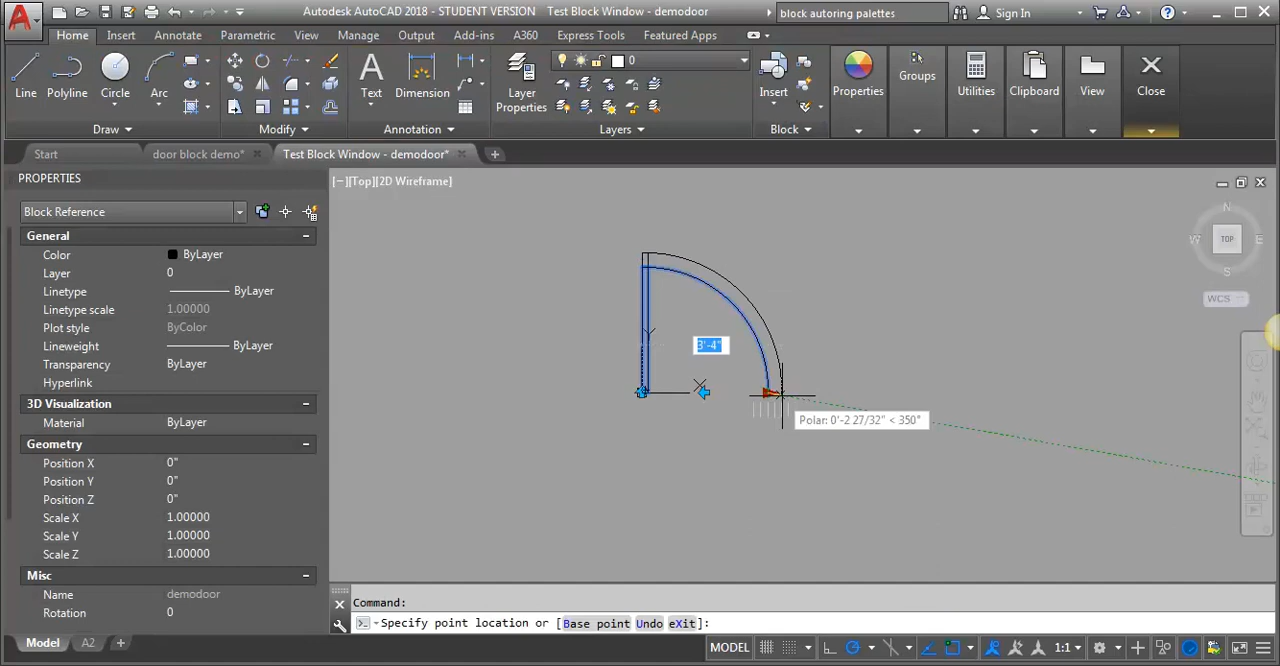 Autodesk AutoCAD 2018 - STUDENT VERSION Test Block Window - demodoor
block autoring palettes
Sign In
Home Insert Annotate Parametric View Manage Output Add-ins A360 Express Tools Featured Apps
Line Polyline Circle Arc
Draw
Modify
Text Dimension
Annotation
Layer Properties
0
Layers
Insert
Block
Properties Groups Utilities Clipboard View Close
Start door block demo* Test Block Window - demodoor*
PROPERTIES
[−][Top][2D Wireframe]
Block Reference
General
Color ByLayer
Layer 0
Linetype ByLayer
Linetype scale 1.00000
Plot style ByColor
Lineweight ByLayer
Transparency ByLayer
Hyperlink
3D Visualization
Material ByLayer
Geometry
Position X 0"
Position Y 0"
Position Z 0"
Scale X 1.00000
Scale Y 1.00000
Scale Z 1.00000
Misc
Name demodoor
Rotation 0
3'-4"
Polar: 0'-2 27/32" < 350°
N
W TOP E
S
WCS
Command:
Specify point location or [Base point Undo eXit]:
Model A2
MODEL 1:1